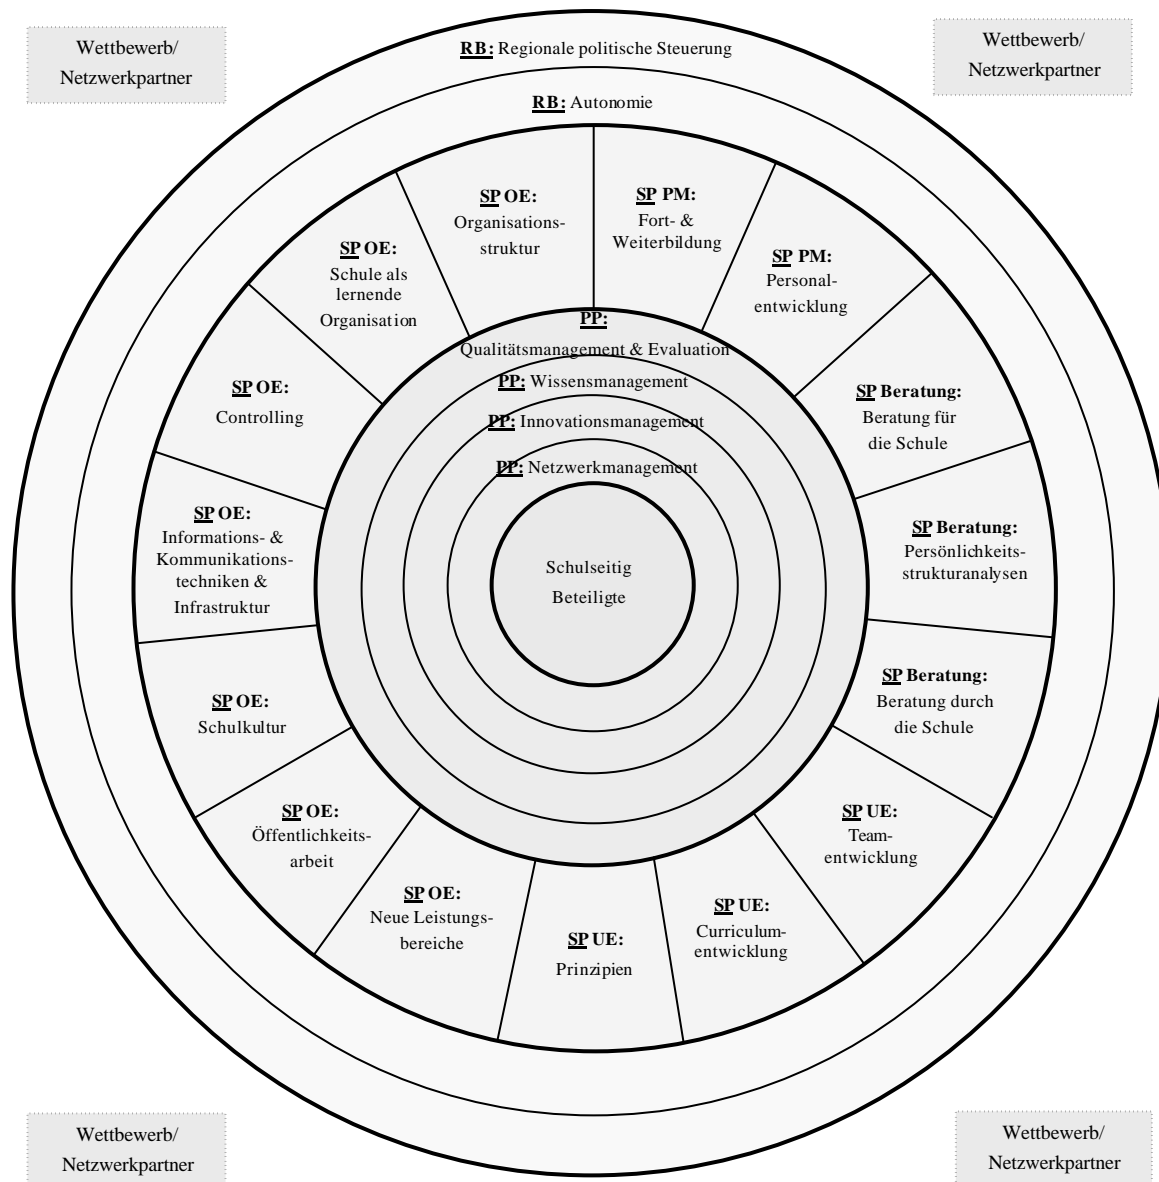 Wettbewerb/
Netzwerkpartner
Wettbewerb/
Netzwerkpartner
RB: Regionale politische Steuerung
RB: Autonomie
SP OE:
Organisations-
struktur
SP PM:
Fort- &
Weiterbildung
SP OE:
Schule als
lernende
Organisation
SP PM:
Personal-
entwicklung
PP:
Qualitätsmanagement & Evaluation
PP: Wissensmanagement
PP: Innovationsmanagement
PP: Netzwerkmanagement
Schulseitig
Beteiligte
SP OE:
Controlling
SP Beratung:
Beratung für
die Schule
SP OE:
Informations- &
Kommunikations-
techniken &
Infrastruktur
SP Beratung:
Persönlichkeits-
strukturanalysen
SP OE:
Schulkultur
SP Beratung:
Beratung durch
die Schule
SP OE:
Öffentlichkeits-
arbeit
SP UE:
Team-
entwicklung
SP OE:
Neue Leistungs-
bereiche
SP UE:
Prinzipien
SP UE:
Curriculum-
entwicklung
Wettbewerb/
Netzwerkpartner
Wettbewerb/
Netzwerkpartner